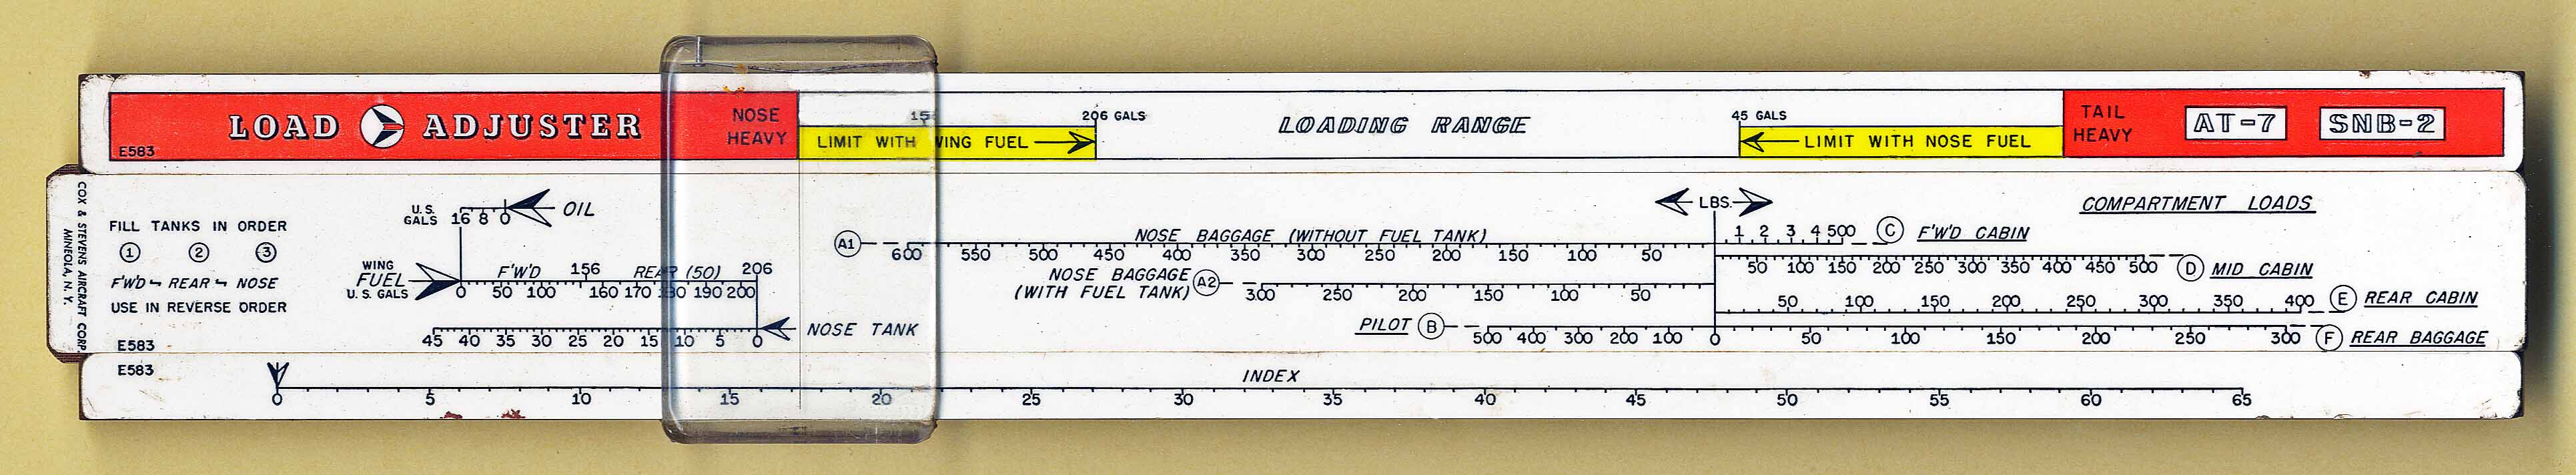 LOAD ADJUSTER
E583
NOSE
HEAVY
LIMIT WITH WING FUEL
15
206 GALS
LOADING RANGE
45 GALS
LIMIT WITH NOSE FUEL
TAIL
HEAVY
AT-7
SNB-2
COX & STEVENS AIRCRAFT CORP.
MINEOLA, N.Y.
FILL TANKS IN ORDER
1 2 3
F'WD REAR NOSE
USE IN REVERSE ORDER
E583
U.S.
GALS 16 8 0 OIL
WING
FUEL
U.S. GALS
F'WD 156 REAR (50) 206
0 50 100 160 170 180 190 200
45 40 35 30 25 20 15 10 5 0 NOSE TANK
LBS.
COMPARTMENT LOADS
A1 NOSE BAGGAGE (WITHOUT FUEL TANK)
600 550 500 450 400 350 300 250 200 150 100 50
1 2 3 4 500 C F'WD CABIN
NOSE BAGGAGE
(WITH FUEL TANK) A2
300 250 200 150 100 50
50 100 150 200 250 300 350 400 450 500 D MID CABIN
50 100 150 200 250 300 350 400 E REAR CABIN
PILOT B 500 400 300 200 100 0
50 100 150 200 250 300 F REAR BAGGAGE
E583
INDEX
0 5 10 15 20 25 30 35 40 45 50 55 60 65